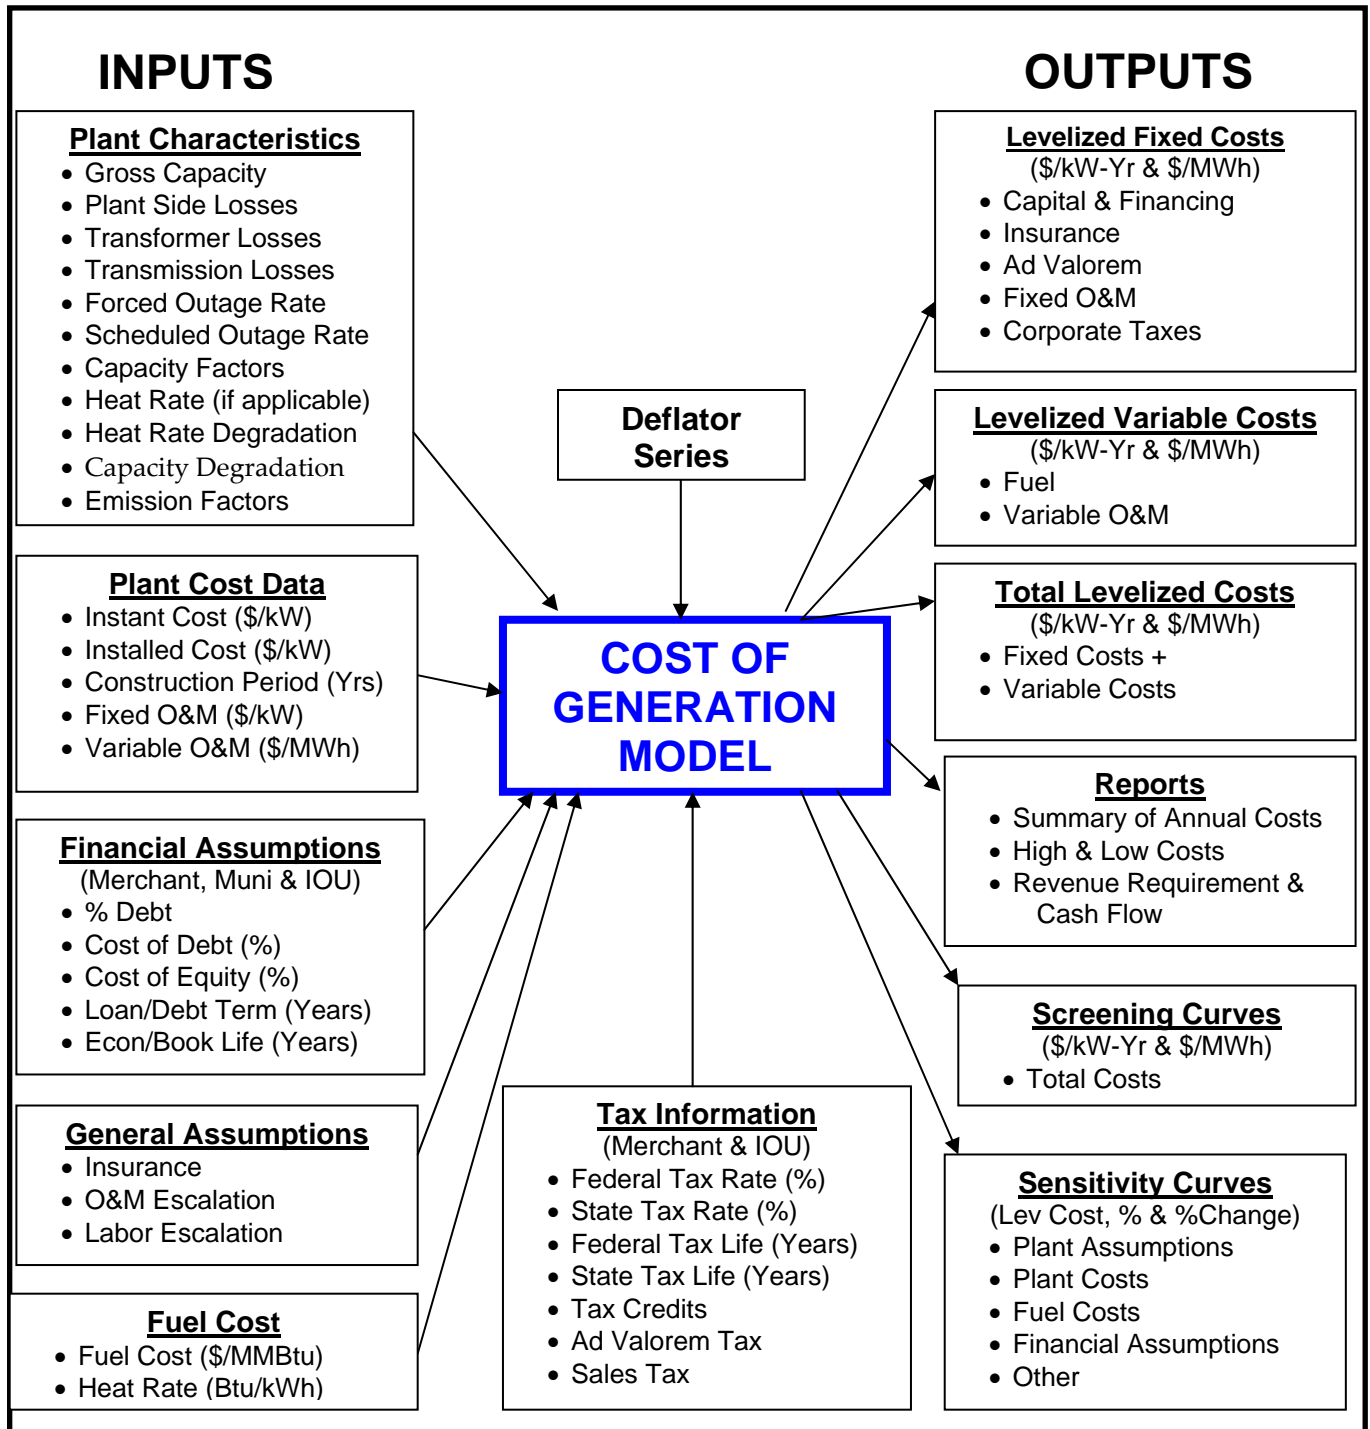 INPUTS
Plant Characteristics
• Gross Capacity
• Plant Side Losses
• Transformer Losses
• Transmission Losses
• Forced Outage Rate
• Scheduled Outage Rate
• Capacity Factors
• Heat Rate (if applicable)
• Heat Rate Degradation
• Capacity Degradation
• Emission Factors
Plant Cost Data
• Instant Cost ($/kW)
• Installed Cost ($/kW)
• Construction Period (Yrs)
• Fixed O&M ($/kW)
• Variable O&M ($/MWh)
Financial Assumptions
(Merchant, Muni & IOU)
• % Debt
• Cost of Debt (%)
• Cost of Equity (%)
• Loan/Debt Term (Years)
• Econ/Book Life (Years)
General Assumptions
• Insurance
• O&M Escalation
• Labor Escalation
Fuel Cost
• Fuel Cost ($/MMBtu)
• Heat Rate (Btu/kWh)
Deflator
Series
COST OF
GENERATION
MODEL
Tax Information
(Merchant & IOU)
• Federal Tax Rate (%)
• State Tax Rate (%)
• Federal Tax Life (Years)
• State Tax Life (Years)
• Tax Credits
• Ad Valorem Tax
• Sales Tax
OUTPUTS
Levelized Fixed Costs
($/kW-Yr & $/MWh)
• Capital & Financing
• Insurance
• Ad Valorem
• Fixed O&M
• Corporate Taxes
Levelized Variable Costs
($/kW-Yr & $/MWh)
• Fuel
• Variable O&M
Total Levelized Costs
($/kW-Yr & $/MWh)
• Fixed Costs +
• Variable Costs
Reports
• Summary of Annual Costs
• High & Low Costs
• Revenue Requirement &
Cash Flow
Screening Curves
($/kW-Yr & $/MWh)
• Total Costs
Sensitivity Curves
(Lev Cost, % & %Change)
• Plant Assumptions
• Plant Costs
• Fuel Costs
• Financial Assumptions
• Other